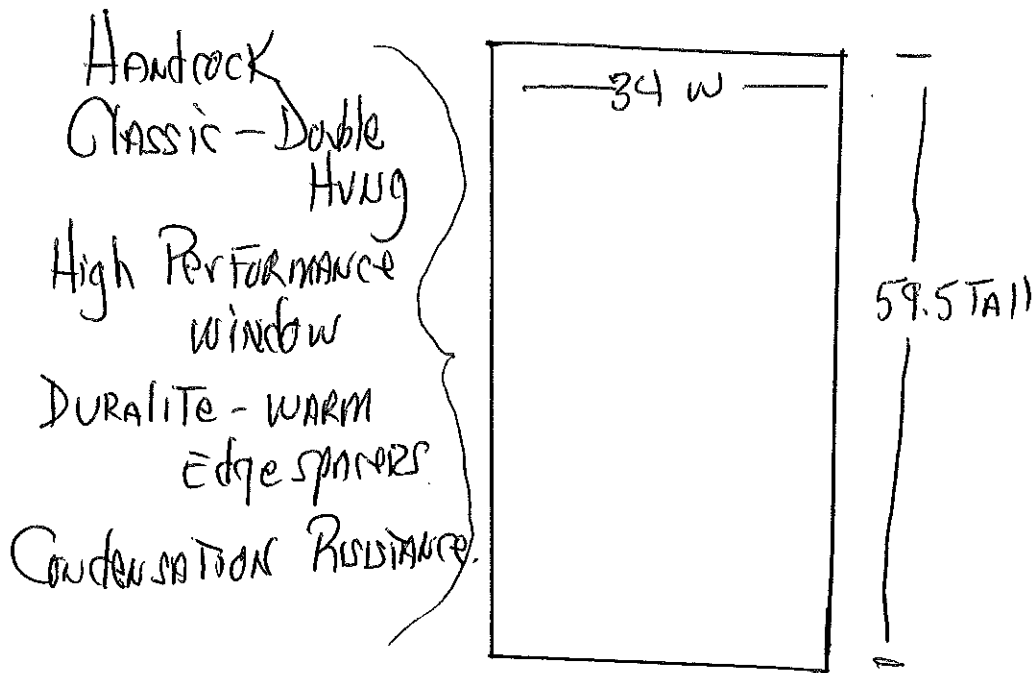 HANdcock
Classic - Double
Hung
High PerFORMANCE
window
DURAliTe - WARM
Edge spacers.
CondensATION Resistance.
34 W
59.5 TAll